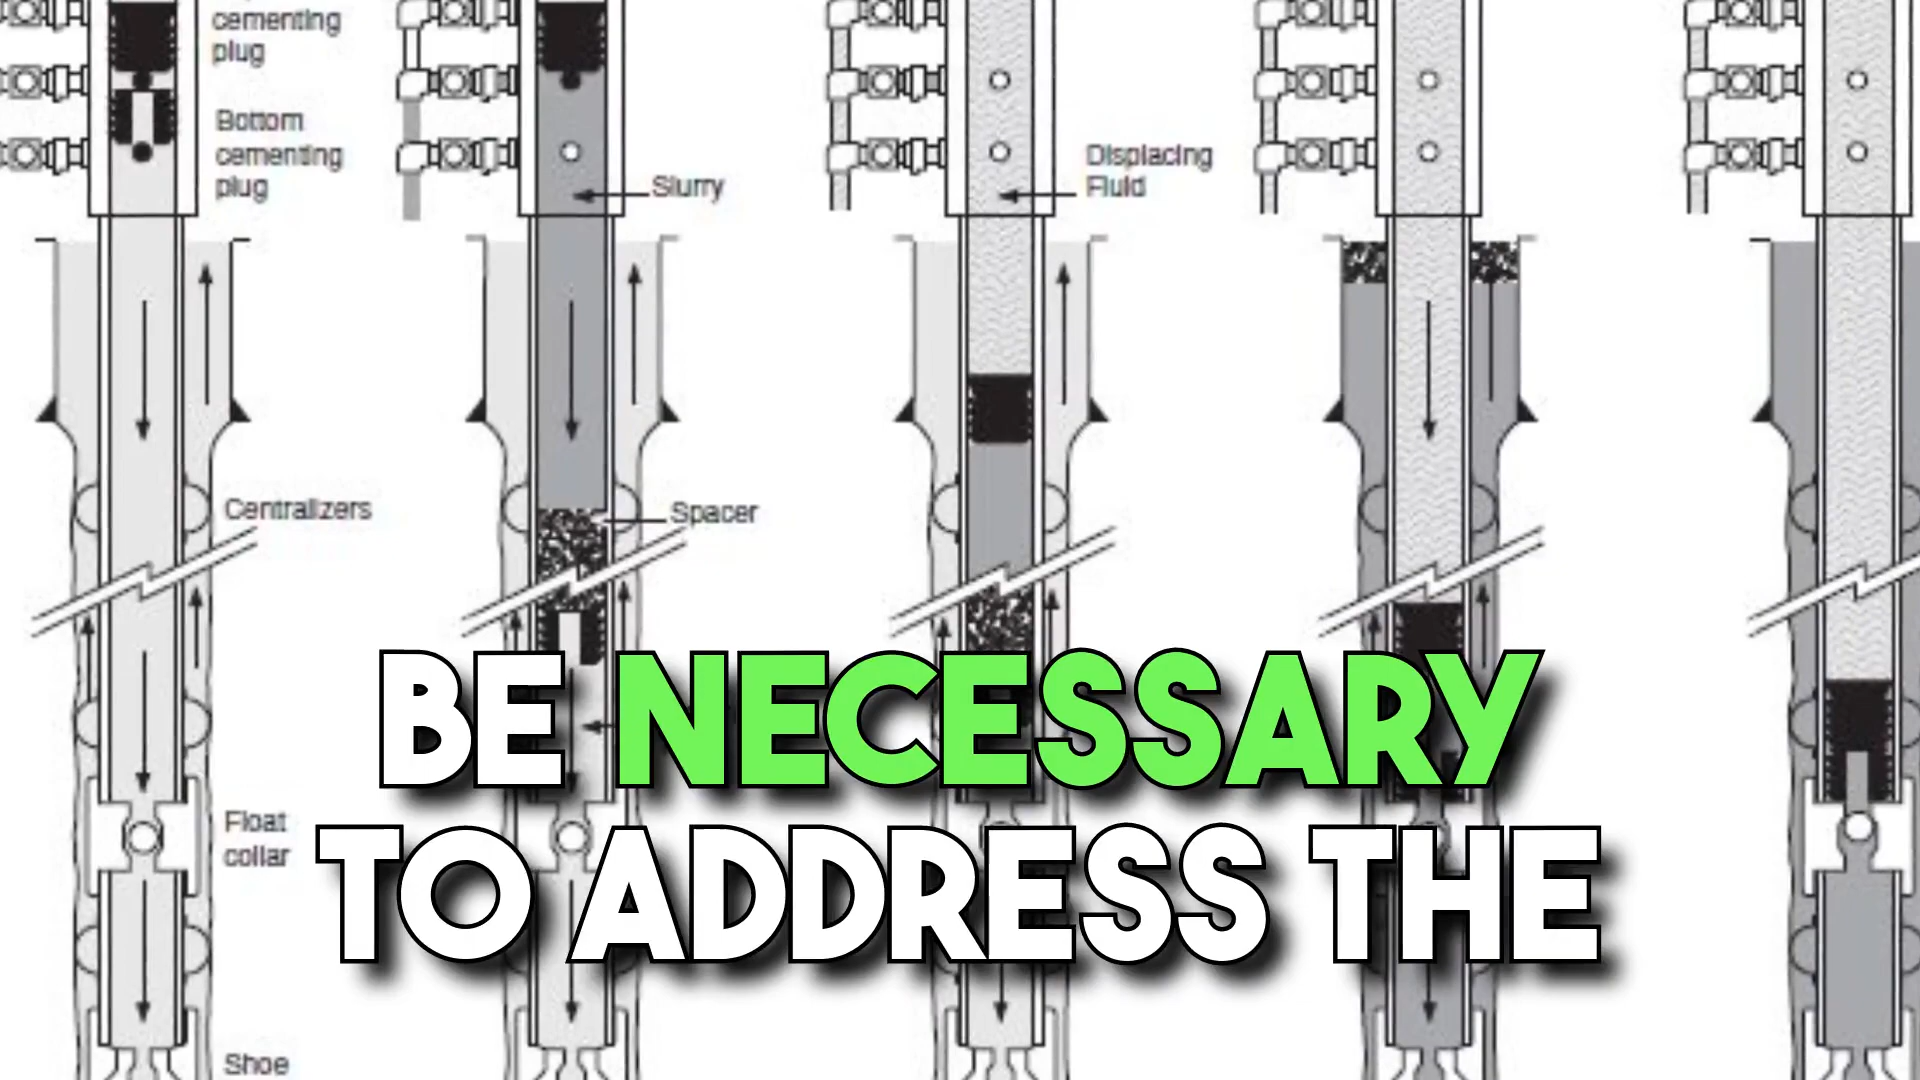 cementing
plug
Bottom
cementing
plug
Slurry
Displacing
Fluid
Centralizers
Spacer
BE NECESSARY
TO ADDRESS THE
Float
collar
Shoe